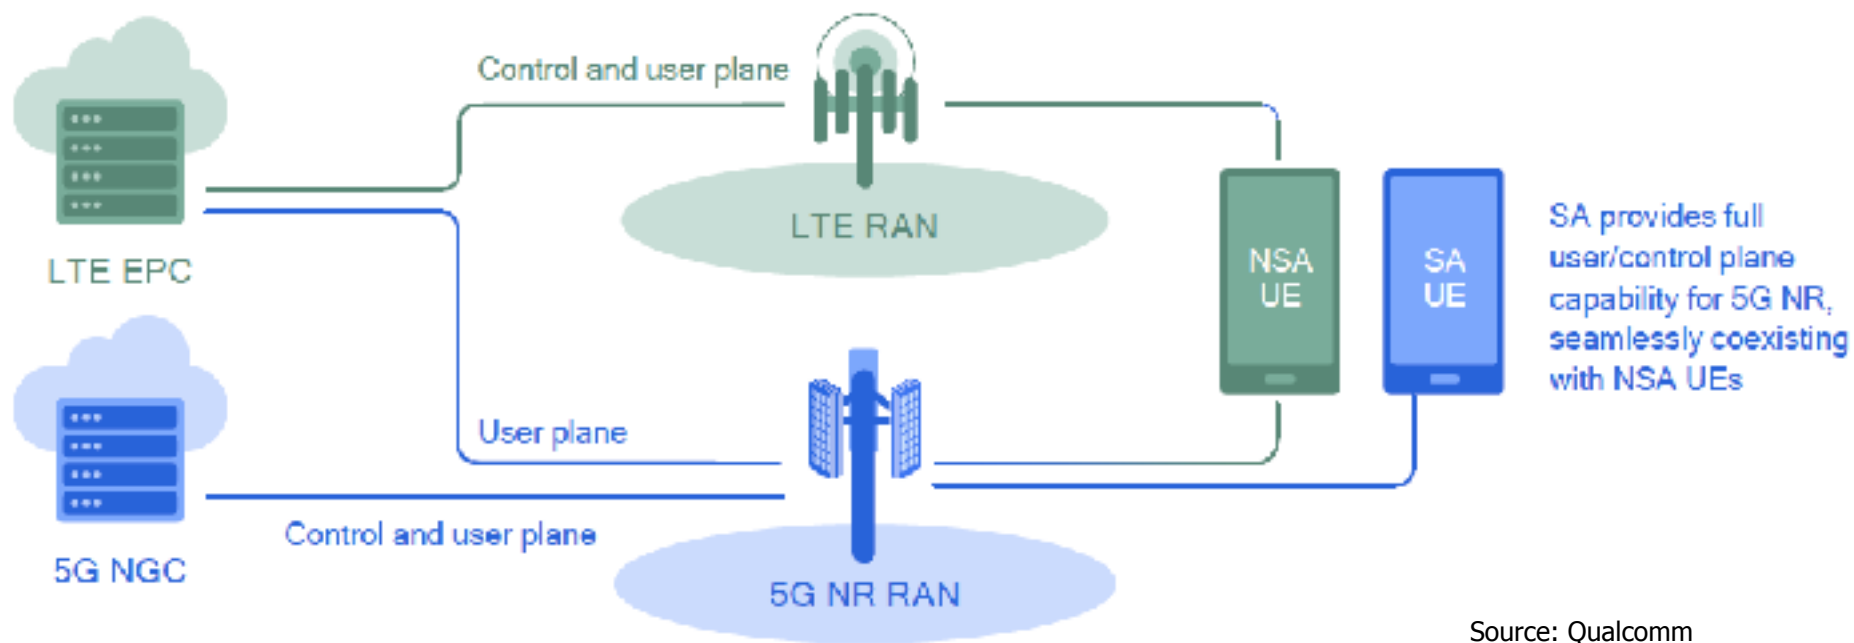 Control and user plane
LTE RAN
LTE EPC
NSA
UE
SA
UE
SA provides full
user/control plane
capability for 5G NR,
seamlessly coexisting
with NSA UEs
User plane
Control and user plane
5G NGC
5G NR RAN
Source: Qualcomm